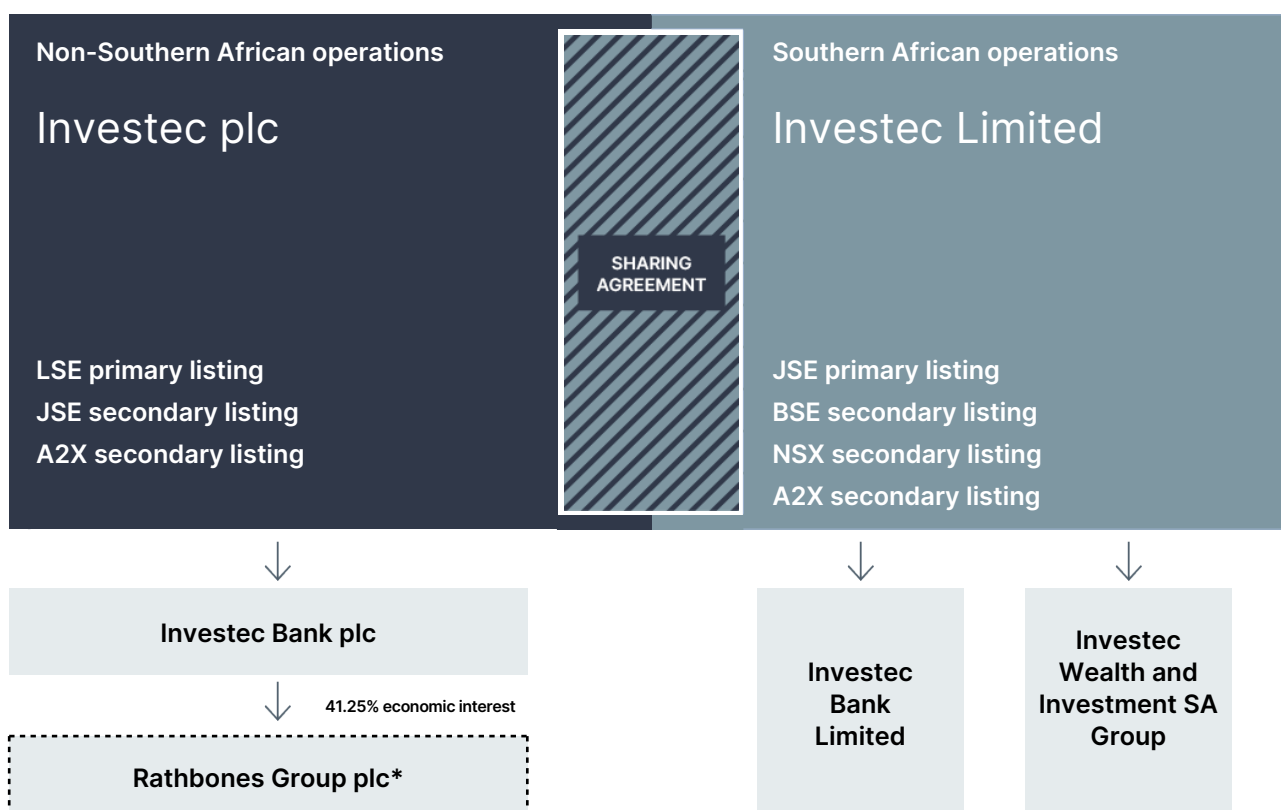 Non-Southern African operations
Investec plc
LSE primary listing
JSE secondary listing
A2X secondary listing
SHARING
AGREEMENT
Southern African operations
Investec Limited
JSE primary listing
BSE secondary listing
NSX secondary listing
A2X secondary listing
Investec Bank plc
41.25% economic interest
Rathbones Group plc*
Investec
Bank
Limited
Investec
Wealth and
Investment SA
Group